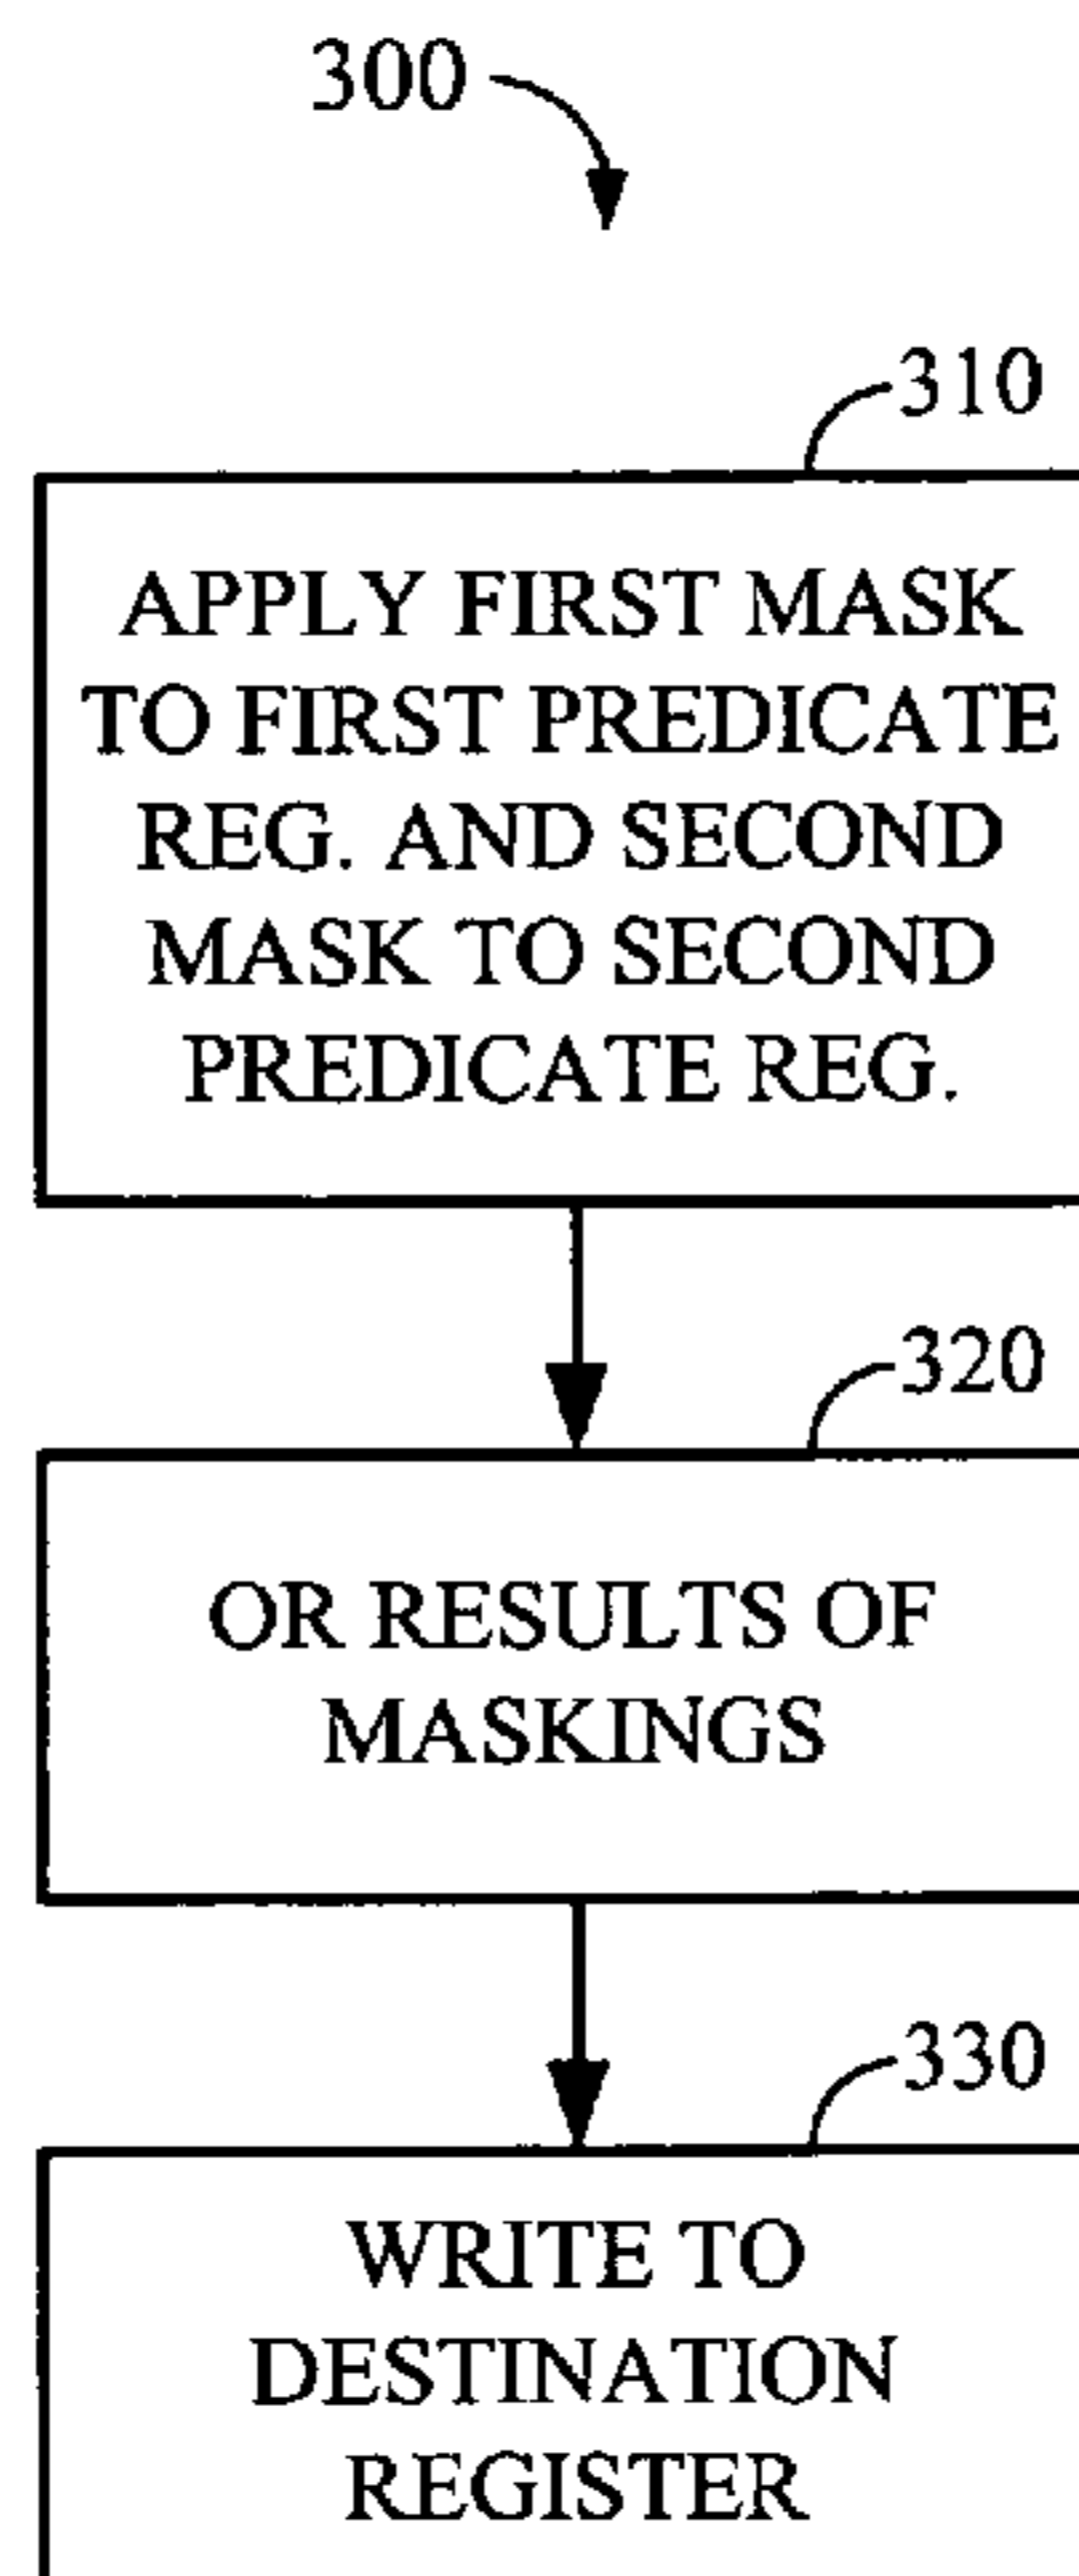 300
310
APPLY FIRST MASK
TO FIRST PREDICATE
REG. AND SECOND
MASK TO SECOND
PREDICATE REG.
320
OR RESULTS OF
MASKINGS
330
WRITE TO
DESTINATION
REGISTER